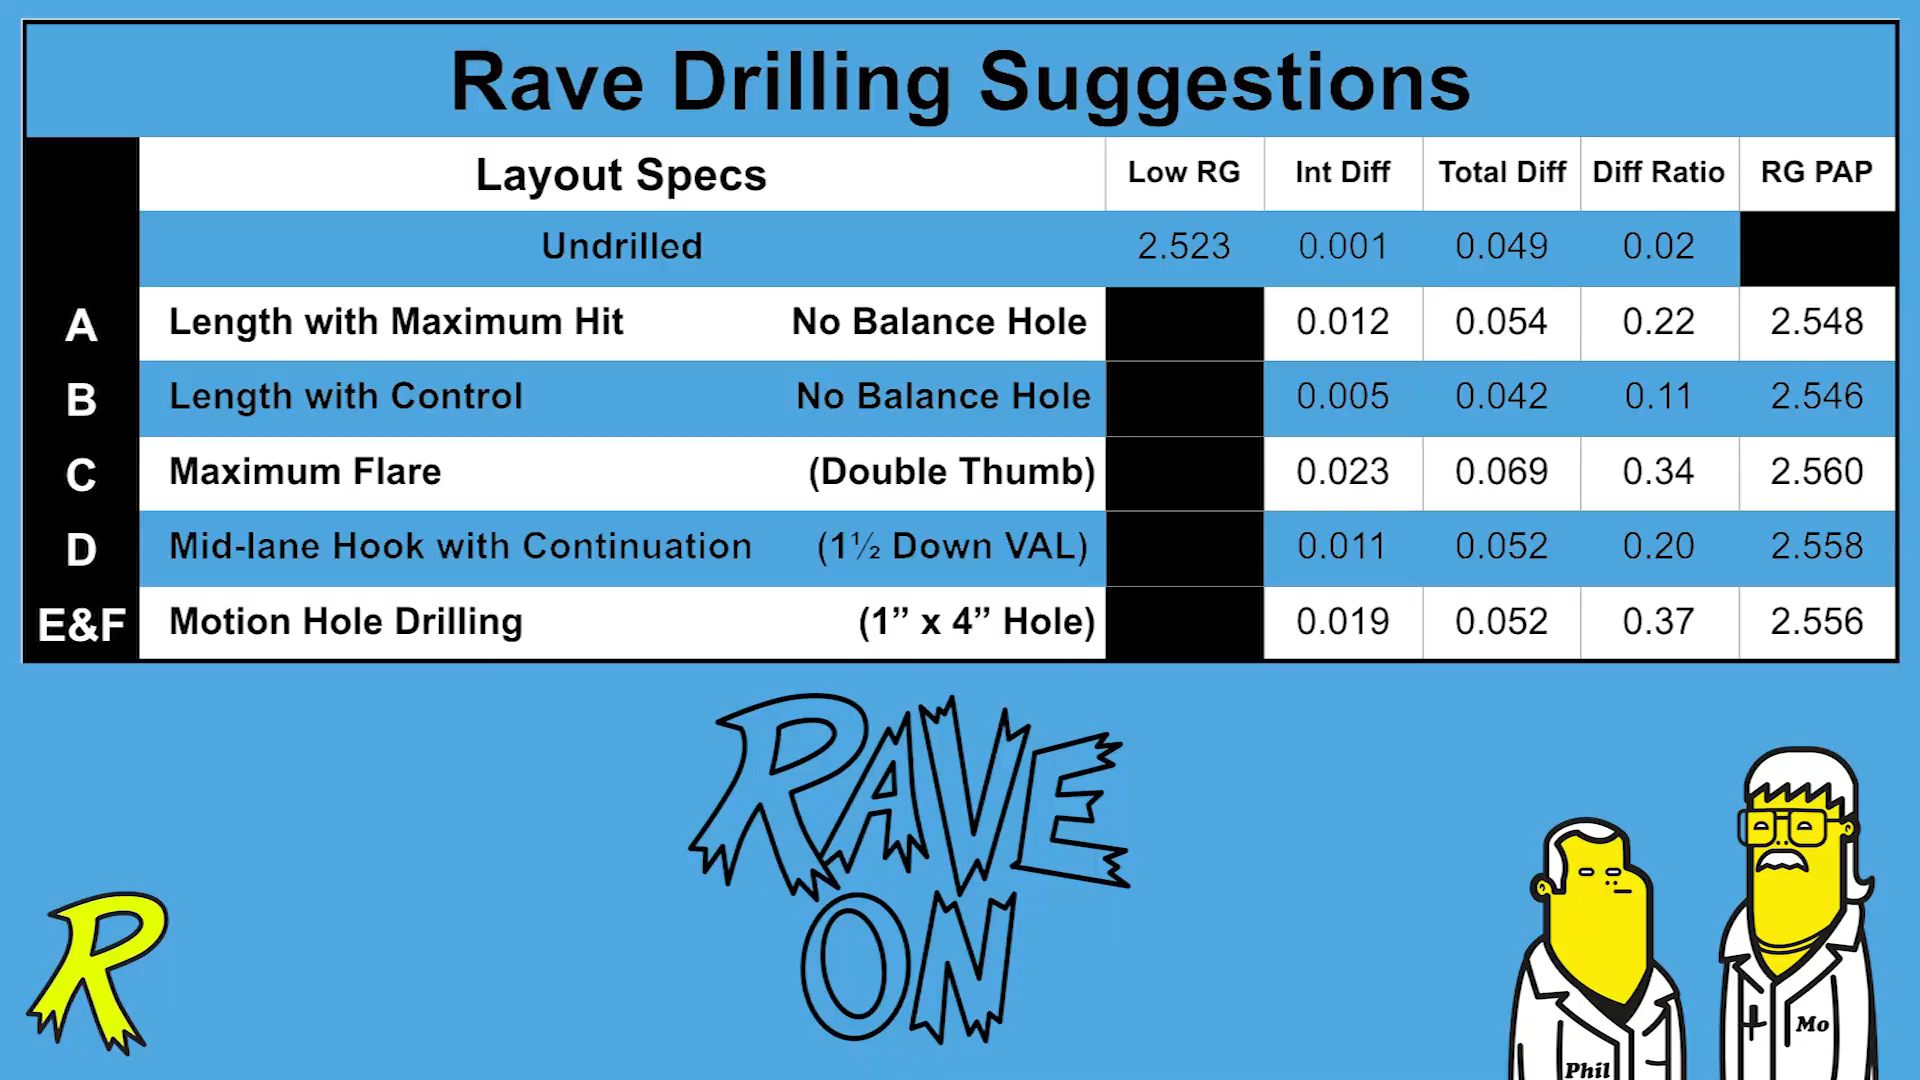 Rave Drilling Suggestions
Layout Specs Low RG Int Diff Total Diff Diff Ratio RG PAP
Undrilled 2.523 0.001 0.049 0.02
A Length with Maximum Hit No Balance Hole 0.012 0.054 0.22 2.548
B Length with Control No Balance Hole 0.005 0.042 0.11 2.546
C Maximum Flare (Double Thumb) 0.023 0.069 0.34 2.560
D Mid-lane Hook with Continuation (1½ Down VAL) 0.011 0.052 0.20 2.558
E&F Motion Hole Drilling (1” x 4” Hole) 0.019 0.052 0.37 2.556
RAVE
ON
R
Mo
Phil